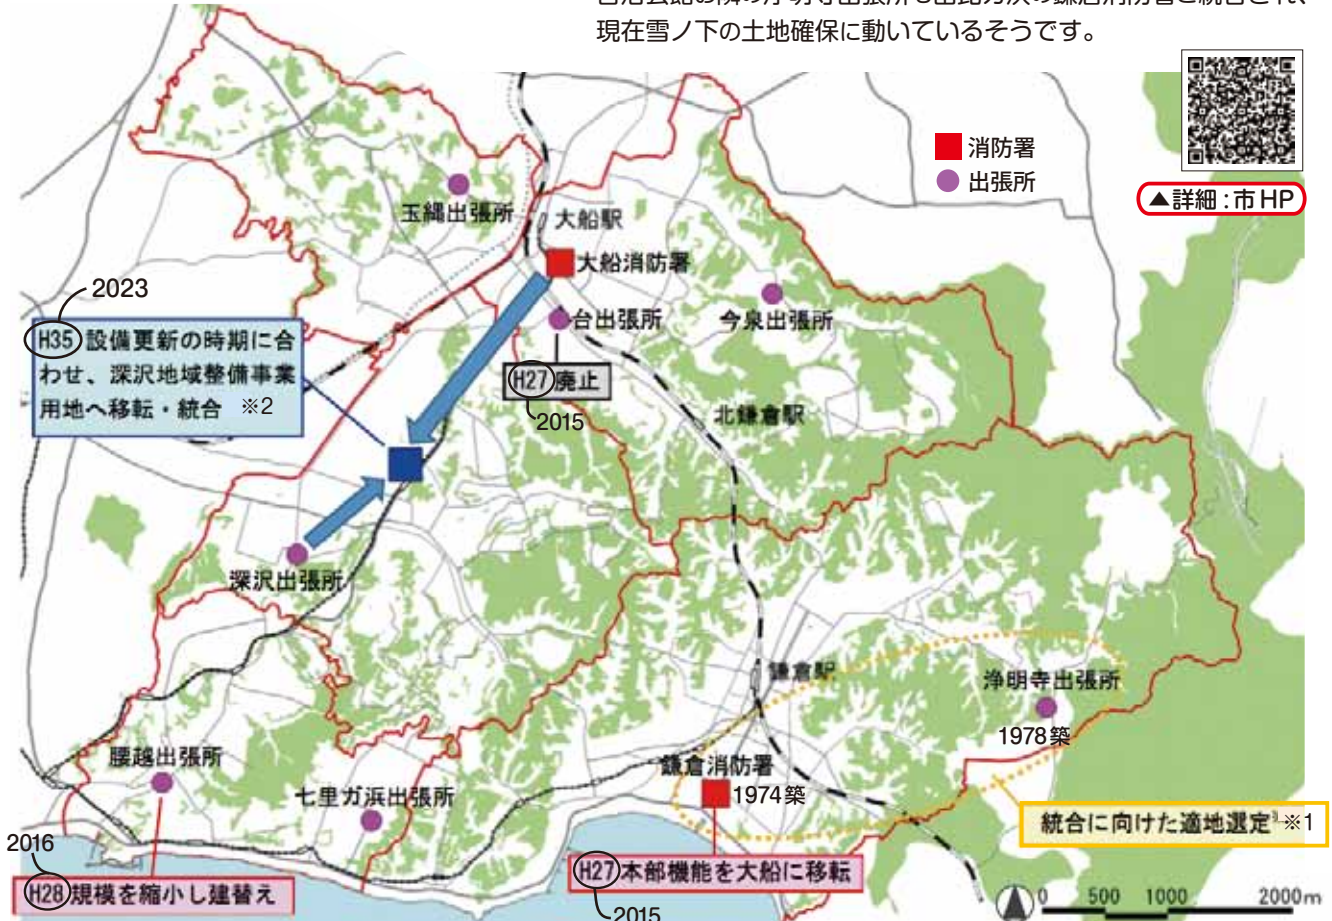 現在雪ノ下の土地確保に動いているそうです。
消防署
出張所
▲詳細:市HP
玉縄出張所
大船駅
大船消防署
2023
H35 設備更新の時期に合
わせ、深沢地域整備事業
用地へ移転・統合 ※2
台出張所
今泉出張所
H27 廃止
2015
北鎌倉駅
深沢出張所
鎌倉駅
浄明寺出張所
1978築
腰越出張所
七里ガ浜出張所
鎌倉消防署
1974築
統合に向けた適地選定 ※1
2016
H28 規模を縮小し建替え
H27 本部機能を大船に移転
2015
0 500 1000 2000m